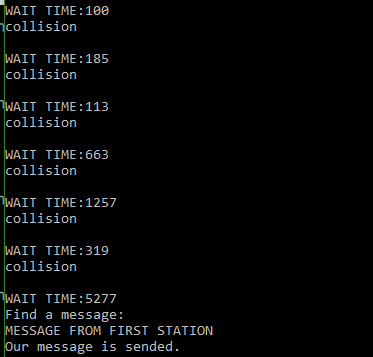 WAIT TIME:100
collision
WAIT TIME:185
collision
WAIT TIME:113
collision
WAIT TIME:663
collision
WAIT TIME:1257
collision
WAIT TIME:319
collision
WAIT TIME:5277
Find a message:
MESSAGE FROM FIRST STATION
Our message is sended.